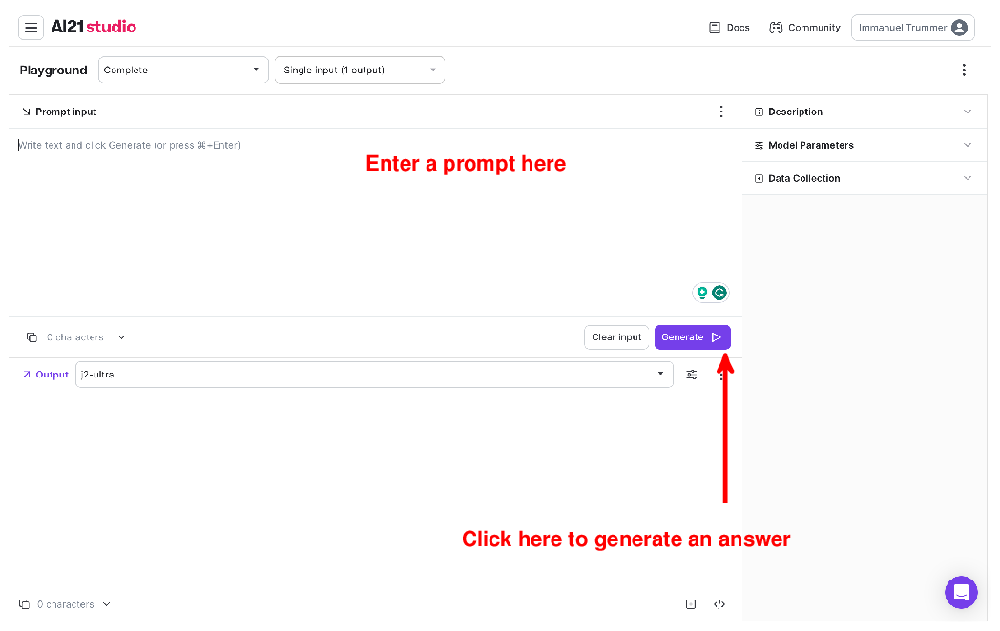 AI21studio
Docs
Community
Immanuel Trummer
Playground
Complete
Single input (1 output)
Prompt input
Description
Write text and click Generate (or press ⌘+Enter)
Enter a prompt here
Model Parameters
Data Collection
0 characters
Clear input
Generate
Output
j2-ultra
Click here to generate an answer
0 characters